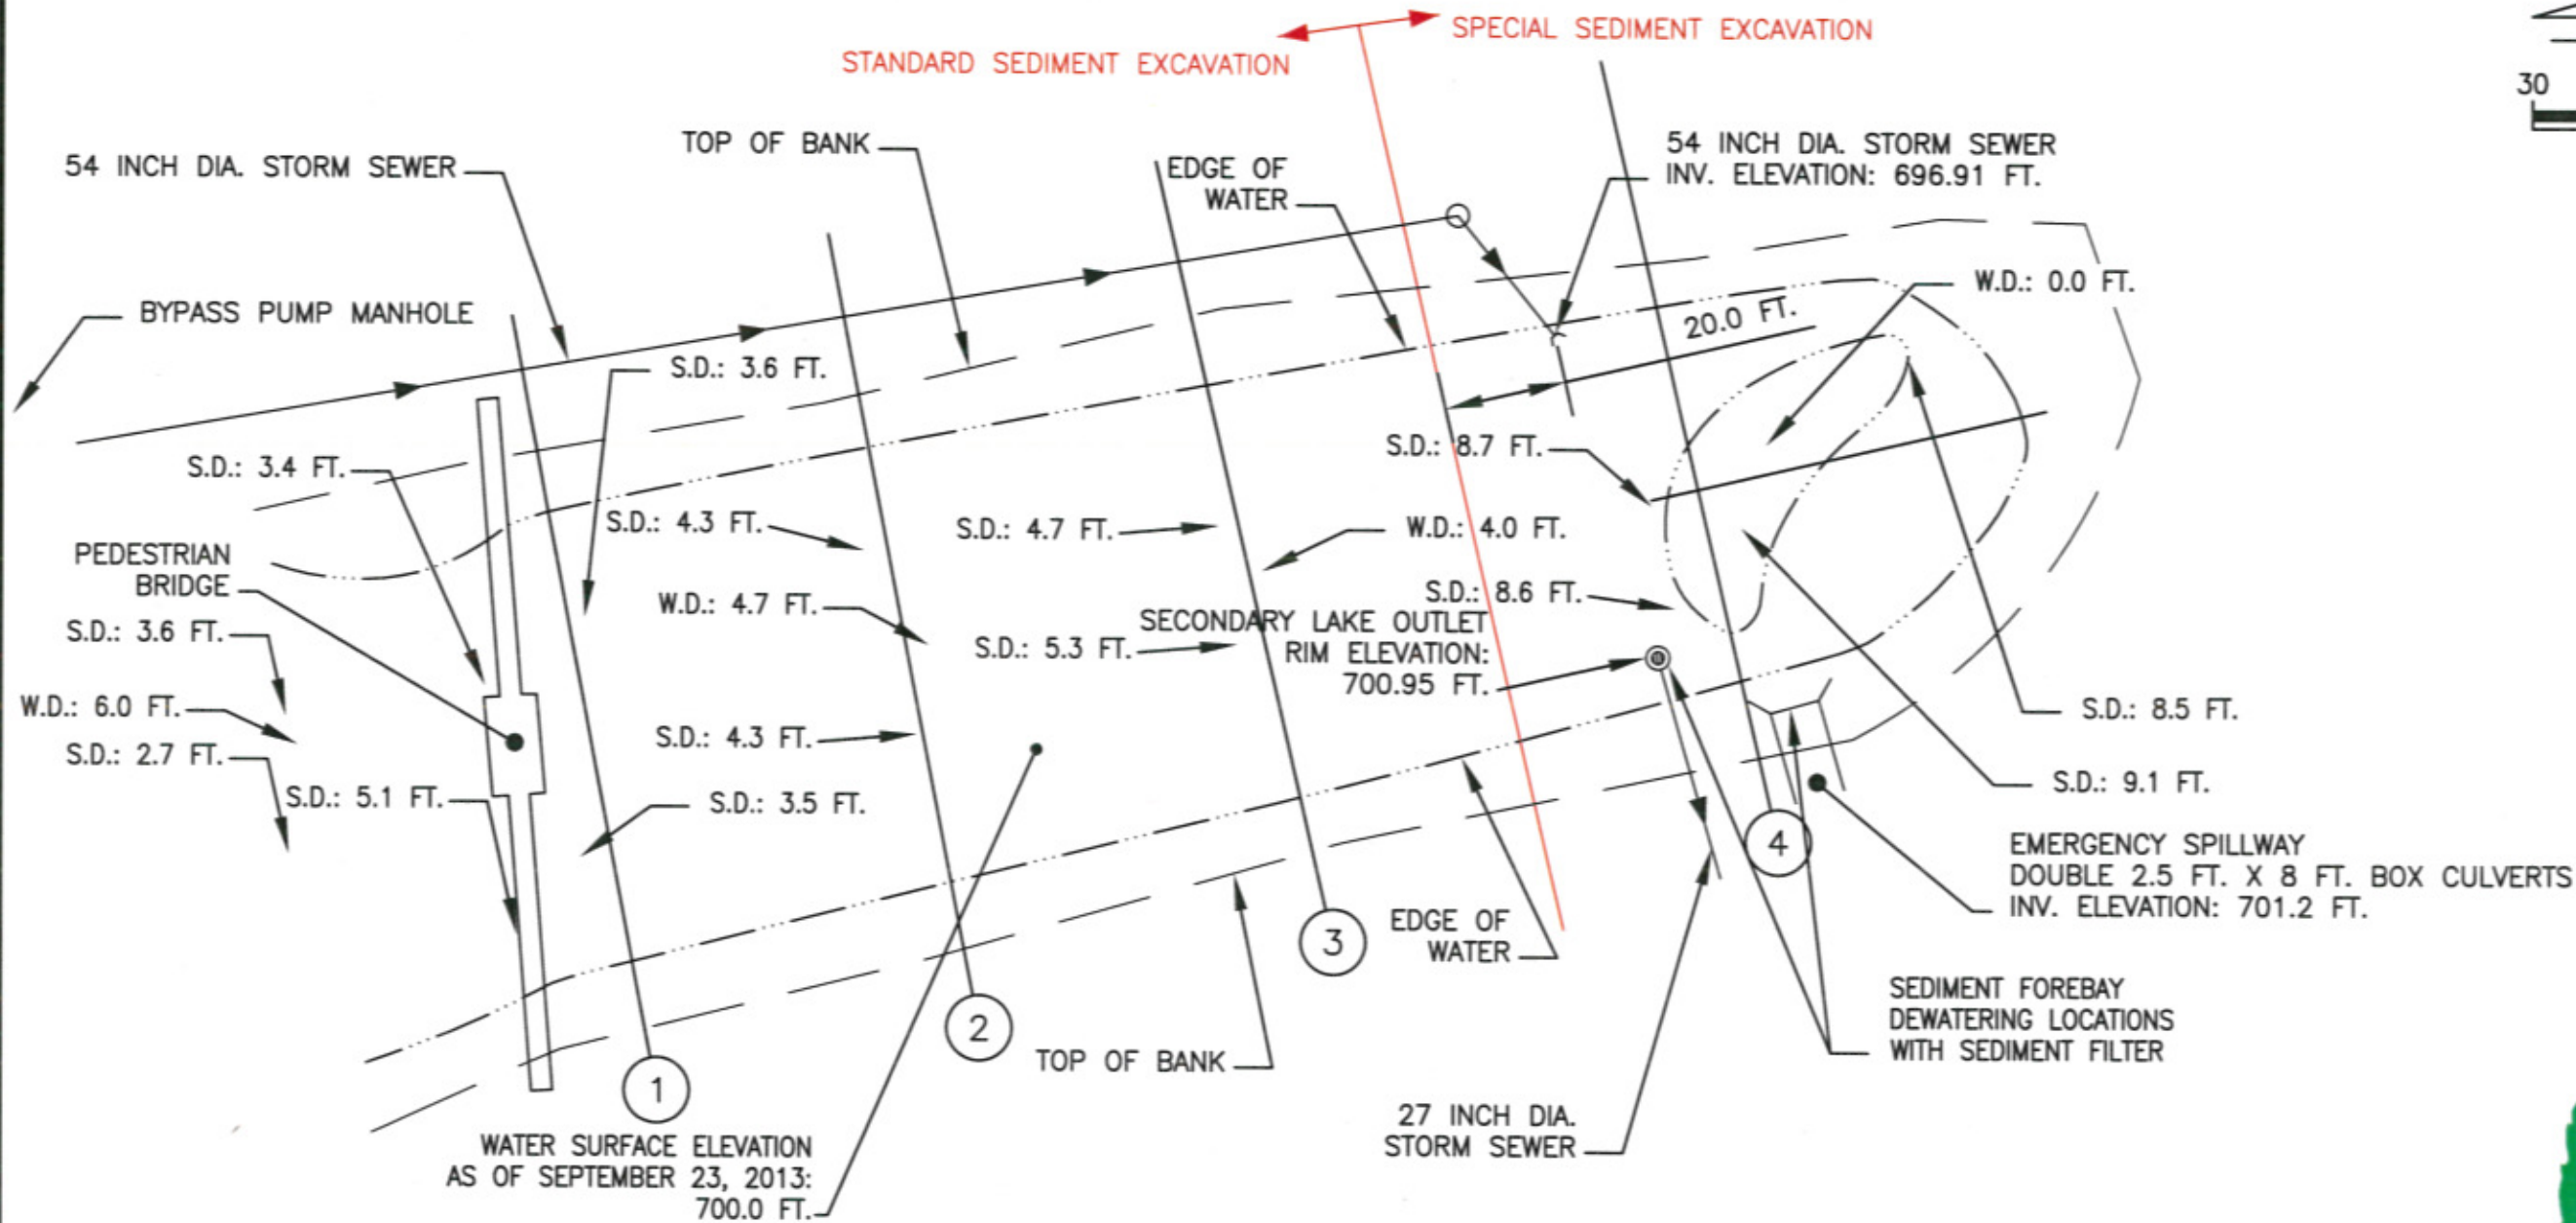 STANDARD SEDIMENT EXCAVATION
SPECIAL SEDIMENT EXCAVATION
30
54 INCH DIA. STORM SEWER
TOP OF BANK
EDGE OF
WATER
54 INCH DIA. STORM SEWER
INV. ELEVATION: 696.91 FT.
BYPASS PUMP MANHOLE
W.D.: 0.0 FT.
20.0 FT.
S.D.: 3.6 FT.
S.D.: 3.4 FT.
S.D.: 8.7 FT.
PEDESTRIAN
BRIDGE
S.D.: 4.3 FT.
S.D.: 4.7 FT.
W.D.: 4.0 FT.
S.D.: 3.6 FT.
W.D.: 4.7 FT.
S.D.: 8.6 FT.
SECONDARY LAKE OUTLET
RIM ELEVATION:
700.95 FT.
S.D.: 5.3 FT.
W.D.: 6.0 FT.
S.D.: 2.7 FT.
S.D.: 4.3 FT.
S.D.: 8.5 FT.
S.D.: 5.1 FT.
S.D.: 3.5 FT.
S.D.: 9.1 FT.
4
EMERGENCY SPILLWAY
DOUBLE 2.5 FT. X 8 FT. BOX CULVERTS
INV. ELEVATION: 701.2 FT.
3
EDGE OF
WATER
2
SEDIMENT FOREBAY
DEWATERING LOCATIONS
WITH SEDIMENT FILTER
TOP OF BANK
1
27 INCH DIA.
STORM SEWER
WATER SURFACE ELEVATION
AS OF SEPTEMBER 23, 2013:
700.0 FT.